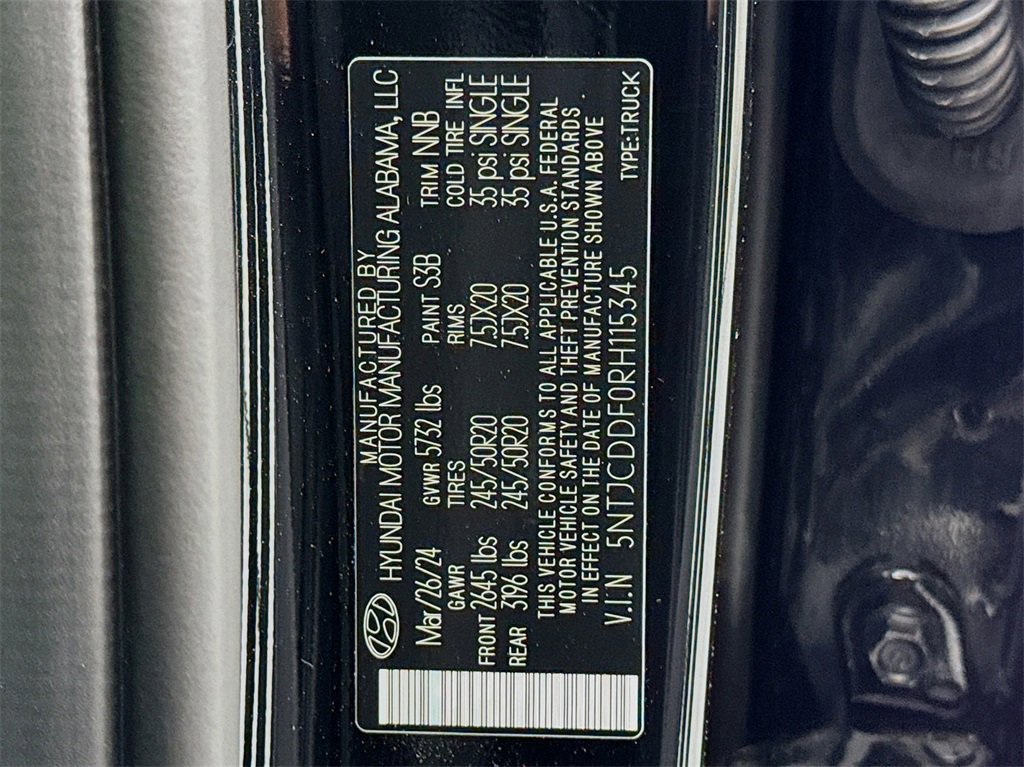 MANUFACTURED BY
HYUNDAI MOTOR MANUFACTURING ALABAMA, LLC
Mar/26/24 GVWR 5732 lbs PAINT S3B TRIM NNB
GAWR TIRES RIMS COLD TIRE INFL
FRONT 2645 lbs 245/50R20 7.5JX20 35 psi SINGLE
REAR 3196 lbs 245/50R20 7.5JX20 35 psi SINGLE
THIS VEHICLE CONFORMS TO ALL APPLICABLE U.S.A. FEDERAL
MOTOR VEHICLE SAFETY AND THEFT PREVENTION STANDARDS
IN EFFECT ON THE DATE OF MANUFACTURE SHOWN ABOVE
V.I.N 5NTJCDDF0RH115345 TYPE:TRUCK